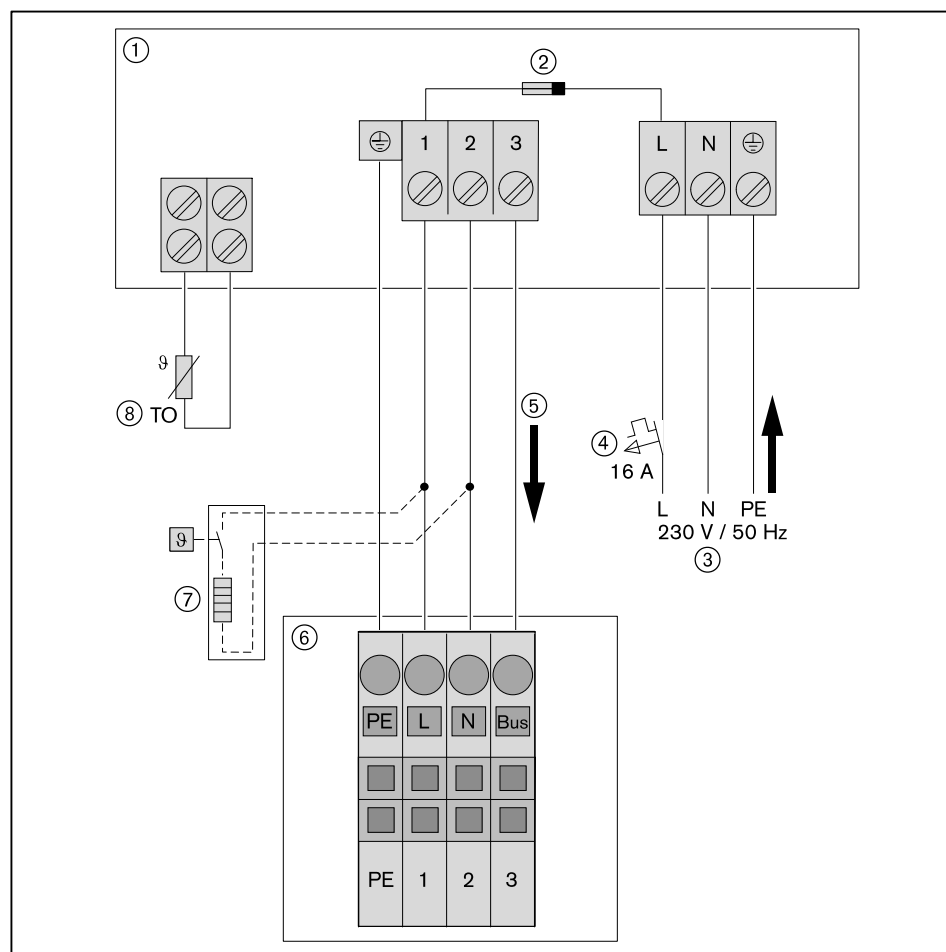 ①
②
1 2 3
L N
ϑ
⑧ TO
⑤
④
16 A
L N PE
230 V / 50 Hz
③
ϑ
⑦
⑥
PE L N Bus
PE 1 2 3